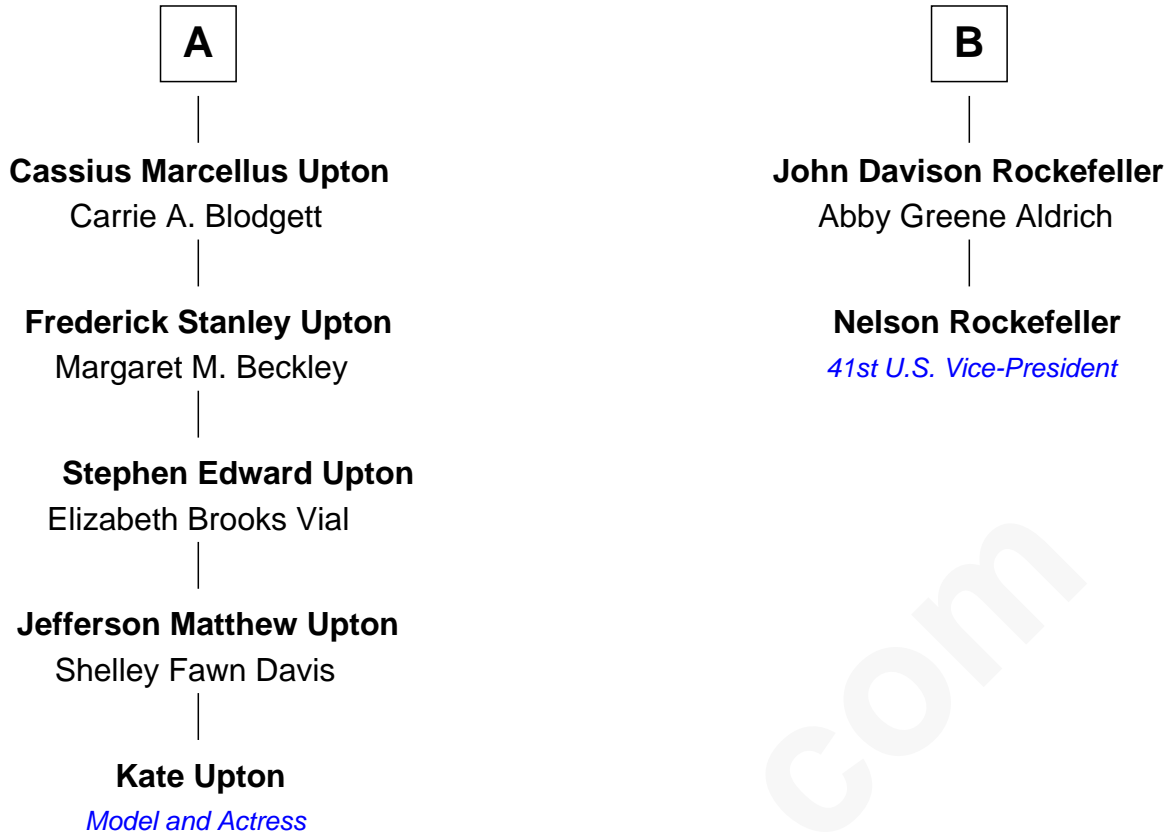 A
Cassius Marcellus Upton
Carrie A. Blodgett
Frederick Stanley Upton
Margaret M. Beckley
Stephen Edward Upton
Elizabeth Brooks Vial
Jefferson Matthew Upton
Shelley Fawn Davis
Kate Upton
Model and Actress
B
John Davison Rockefeller
Abby Greene Aldrich
Nelson Rockefeller
41st U.S. Vice-President
com